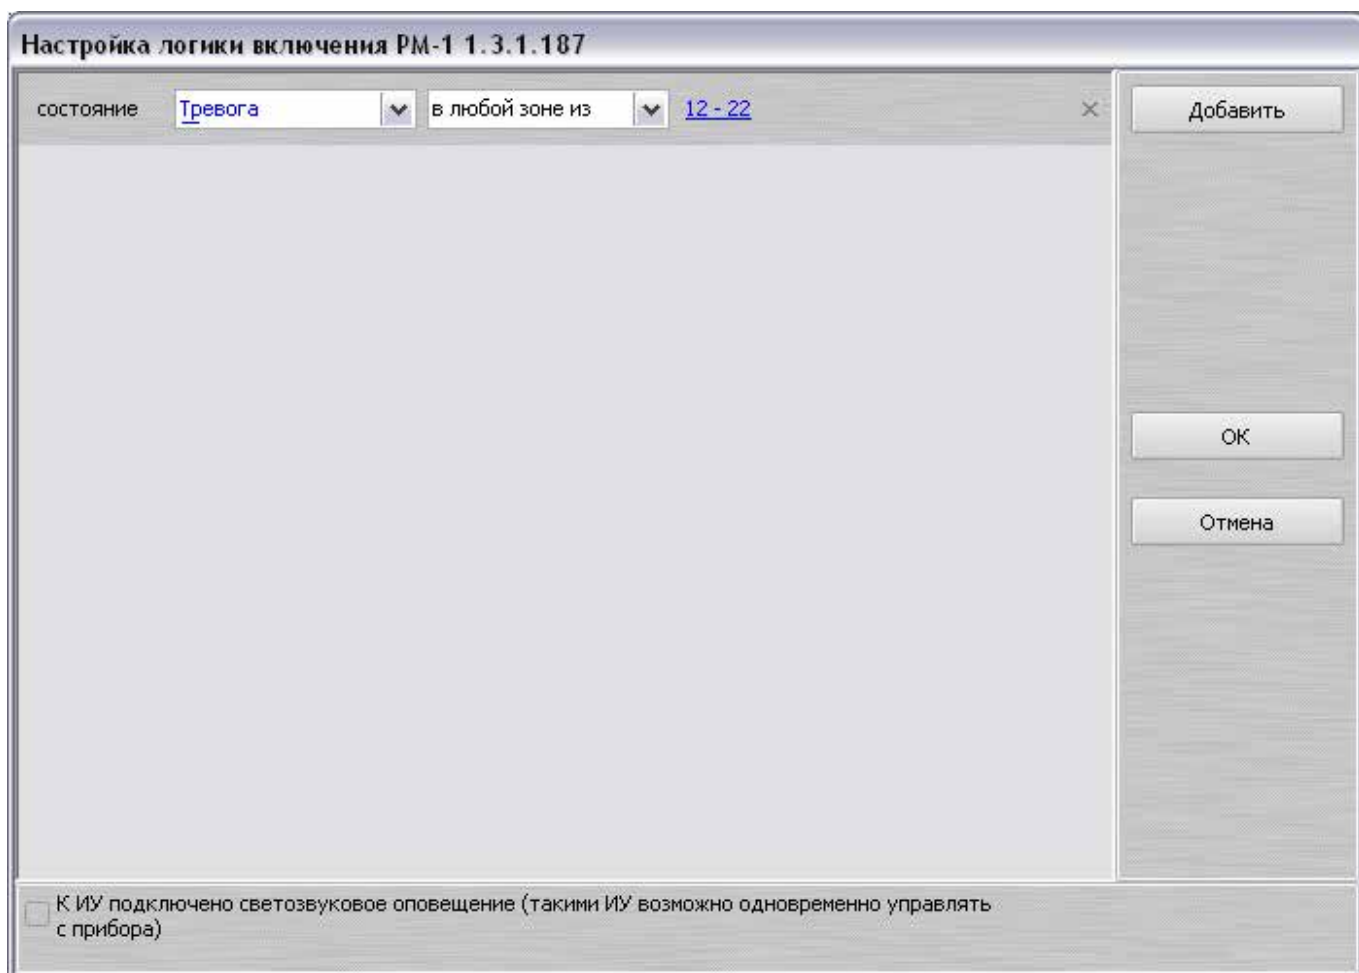 Настройка логики включения РМ-1 1.3.1.187
состояние Тревога в любой зоне из 12 - 22 Добавить
ОК
Отмена
К ИУ подключено светозвуковое оповещение (такими ИУ возможно одновременно управлять
с прибора)